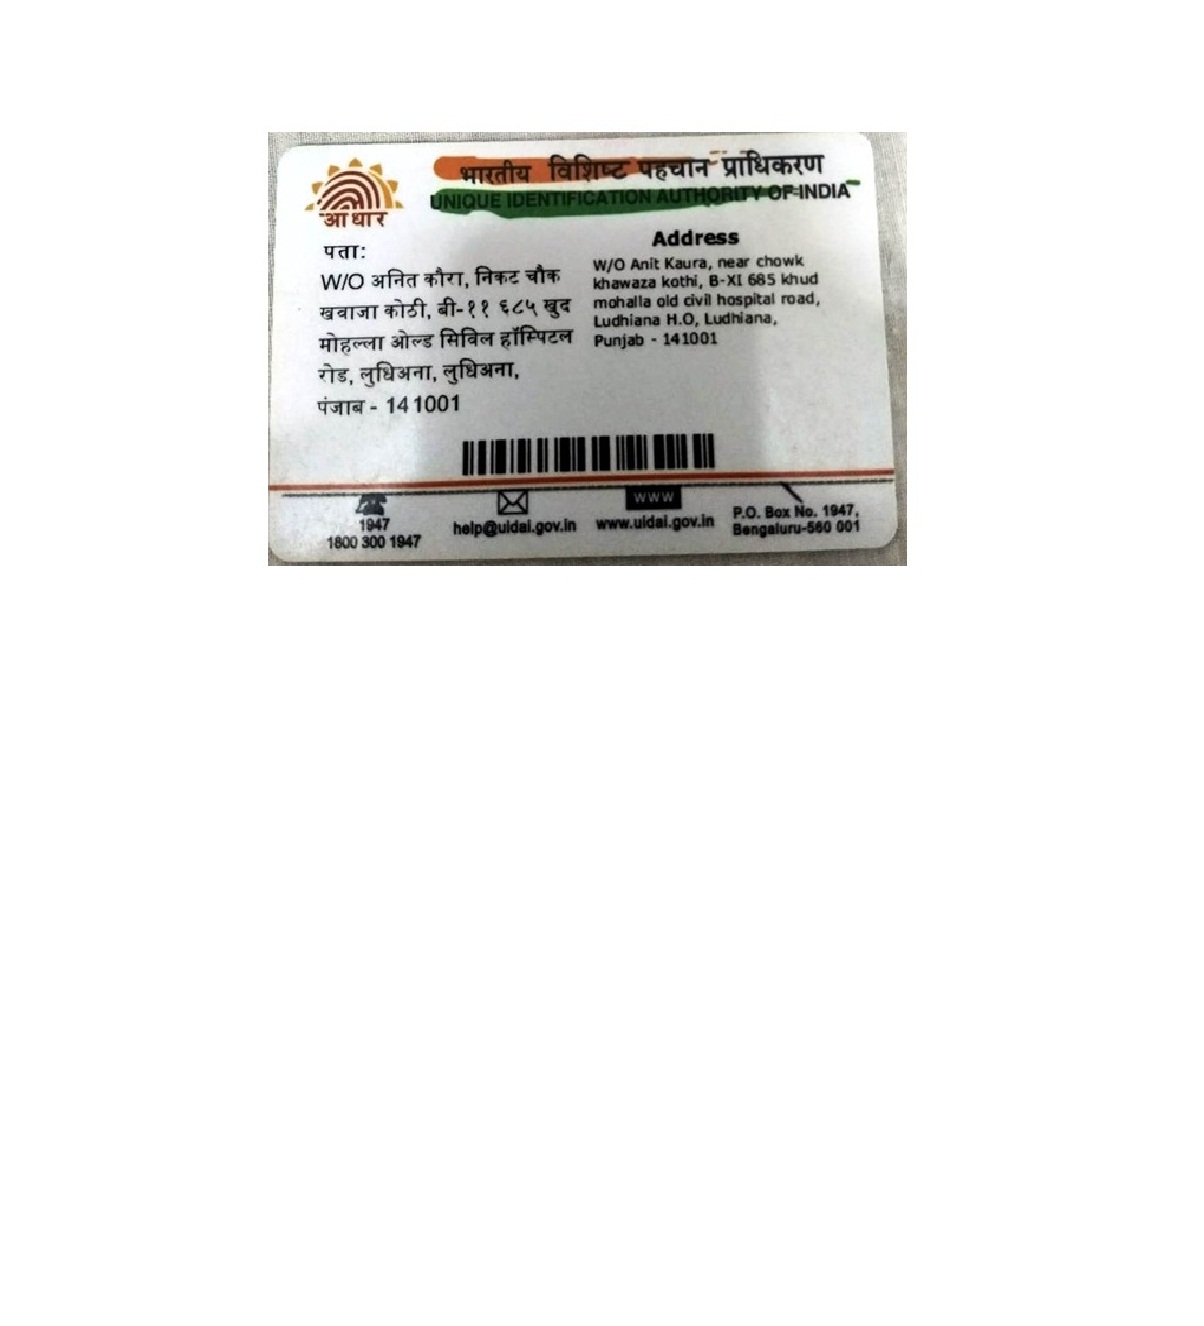 भारतीय विशिष्ट पहचान प्राधिकरण
UNIQUE IDENTIFICATION AUTHORITY OF INDIA
आधार
पता:
W/O अनित कौरा, निकट चौक
खवाजा कोठी, बी-११ ६८५ खुद
मोहल्ला ओल्ड सिविल हॉस्पिटल
रोड, लुधिअना, लुधिअना,
पंजाब - 141001
Address
W/O Anit Kaura, near chowk
khawaza kothi, B-XI 685 khud
mohalla old civil hospital road,
Ludhiana H.O, Ludhiana,
Punjab - 141001
1947
1800 300 1947
help@uidai.gov.in
WWW
www.uidai.gov.in
P.O. Box No. 1947,
Bengaluru-560 001